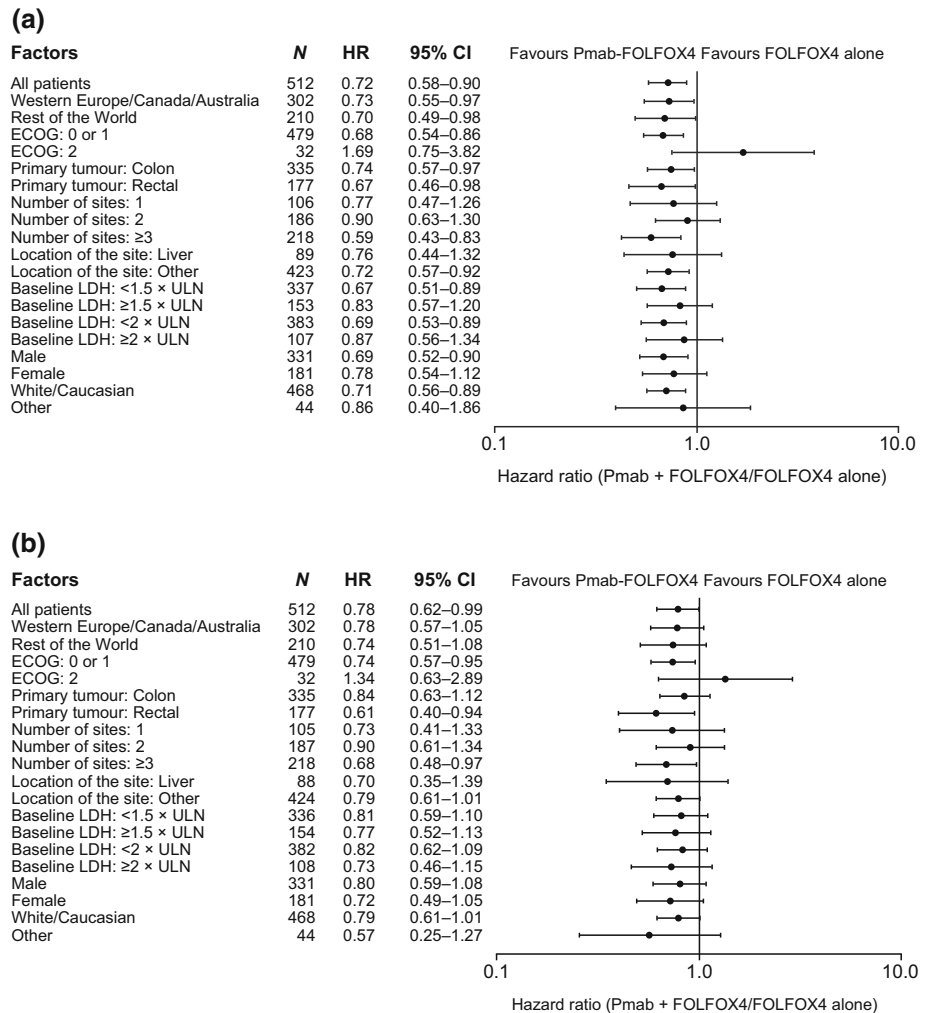 (a)
Factors N HR 95% CI Favours Pmab-FOLFOX4 Favours FOLFOX4 alone
All patients 512 0.72 0.58–0.90
Western Europe/Canada/Australia 302 0.73 0.55–0.97
Rest of the World 210 0.70 0.49–0.98
ECOG: 0 or 1 479 0.68 0.54–0.86
ECOG: 2 32 1.69 0.75–3.82
Primary tumour: Colon 335 0.74 0.57–0.97
Primary tumour: Rectal 177 0.67 0.46–0.98
Number of sites: 1 106 0.77 0.47–1.26
Number of sites: 2 186 0.90 0.63–1.30
Number of sites: ≥3 218 0.59 0.43–0.83
Location of the site: Liver 89 0.76 0.44–1.32
Location of the site: Other 423 0.72 0.57–0.92
Baseline LDH: <1.5 × ULN 337 0.67 0.51–0.89
Baseline LDH: ≥1.5 × ULN 153 0.83 0.57–1.20
Baseline LDH: <2 × ULN 383 0.69 0.53–0.89
Baseline LDH: ≥2 × ULN 107 0.87 0.56–1.34
Male 331 0.69 0.52–0.90
Female 181 0.78 0.54–1.12
White/Caucasian 468 0.71 0.56–0.89
Other 44 0.86 0.40–1.86
0.1 1.0 10.0
Hazard ratio (Pmab + FOLFOX4/FOLFOX4 alone)
(b)
Factors N HR 95% CI Favours Pmab-FOLFOX4 Favours FOLFOX4 alone
All patients 512 0.78 0.62–0.99
Western Europe/Canada/Australia 302 0.78 0.57–1.05
Rest of the World 210 0.74 0.51–1.08
ECOG: 0 or 1 479 0.74 0.57–0.95
ECOG: 2 32 1.34 0.63–2.89
Primary tumour: Colon 335 0.84 0.63–1.12
Primary tumour: Rectal 177 0.61 0.40–0.94
Number of sites: 1 105 0.73 0.41–1.33
Number of sites: 2 187 0.90 0.61–1.34
Number of sites: ≥3 218 0.68 0.48–0.97
Location of the site: Liver 88 0.70 0.35–1.39
Location of the site: Other 424 0.79 0.61–1.01
Baseline LDH: <1.5 × ULN 336 0.81 0.59–1.10
Baseline LDH: ≥1.5 × ULN 154 0.77 0.52–1.13
Baseline LDH: <2 × ULN 382 0.82 0.62–1.09
Baseline LDH: ≥2 × ULN 108 0.73 0.46–1.15
Male 331 0.80 0.59–1.08
Female 181 0.72 0.49–1.05
White/Caucasian 468 0.79 0.61–1.01
Other 44 0.57 0.25–1.27
0.1 1.0 10.0
Hazard ratio (Pmab + FOLFOX4/FOLFOX4 alone)